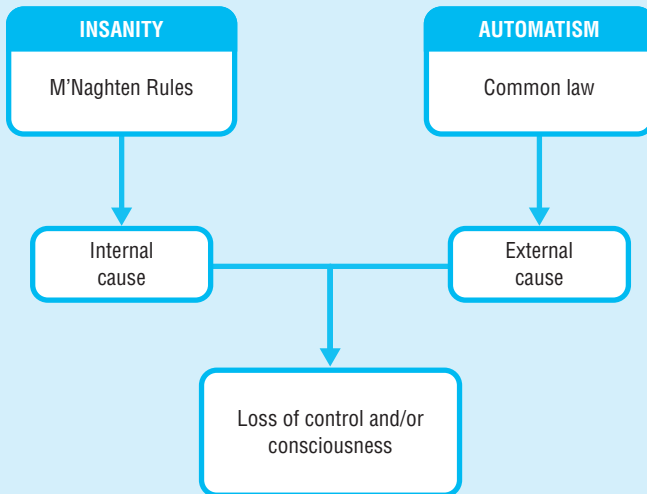 INSANITY
M’Naghten Rules
AUTOMATISM
Common law
Internal
cause
External
cause
Loss of control and/or
consciousness